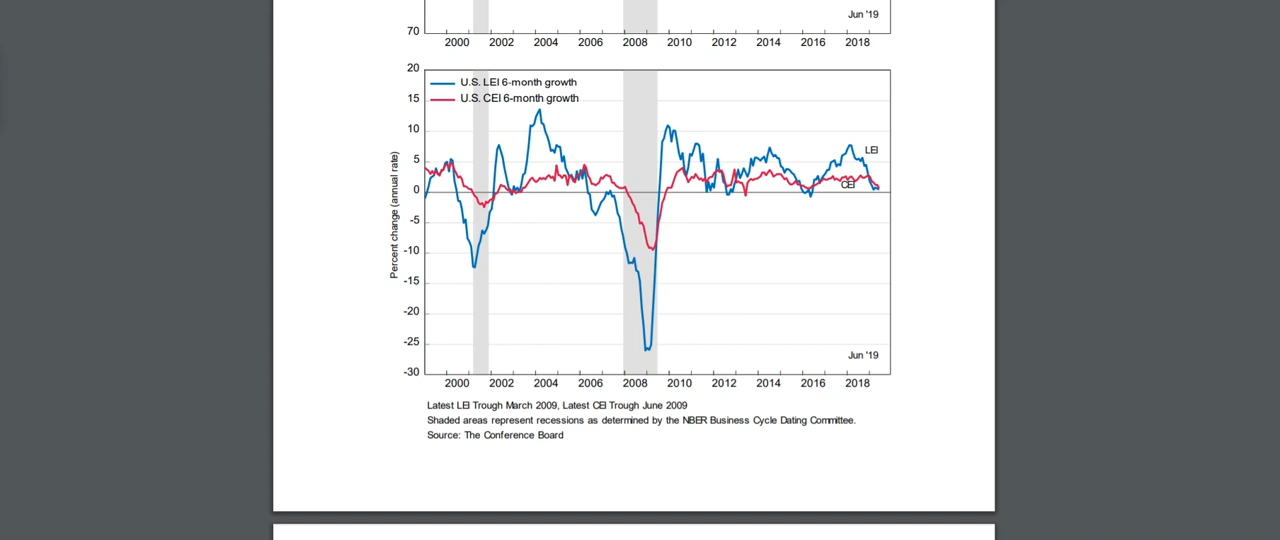 Jun '19
70
2000 2002 2004 2006 2008 2010 2012 2014 2016 2018
20
U.S. LEI 6-month growth
15
U.S. CEI 6-month growth
10
LEI
5
CEI
0
-5
-10
-15
-20
-25
Jun '19
-30
Percent change (annual rate)
2000 2002 2004 2006 2008 2010 2012 2014 2016 2018
Latest LEI Trough March 2009, Latest CEI Trough June 2009
Shaded areas represent recessions as determined by the NBER Business Cycle Dating Committee.
Source: The Conference Board